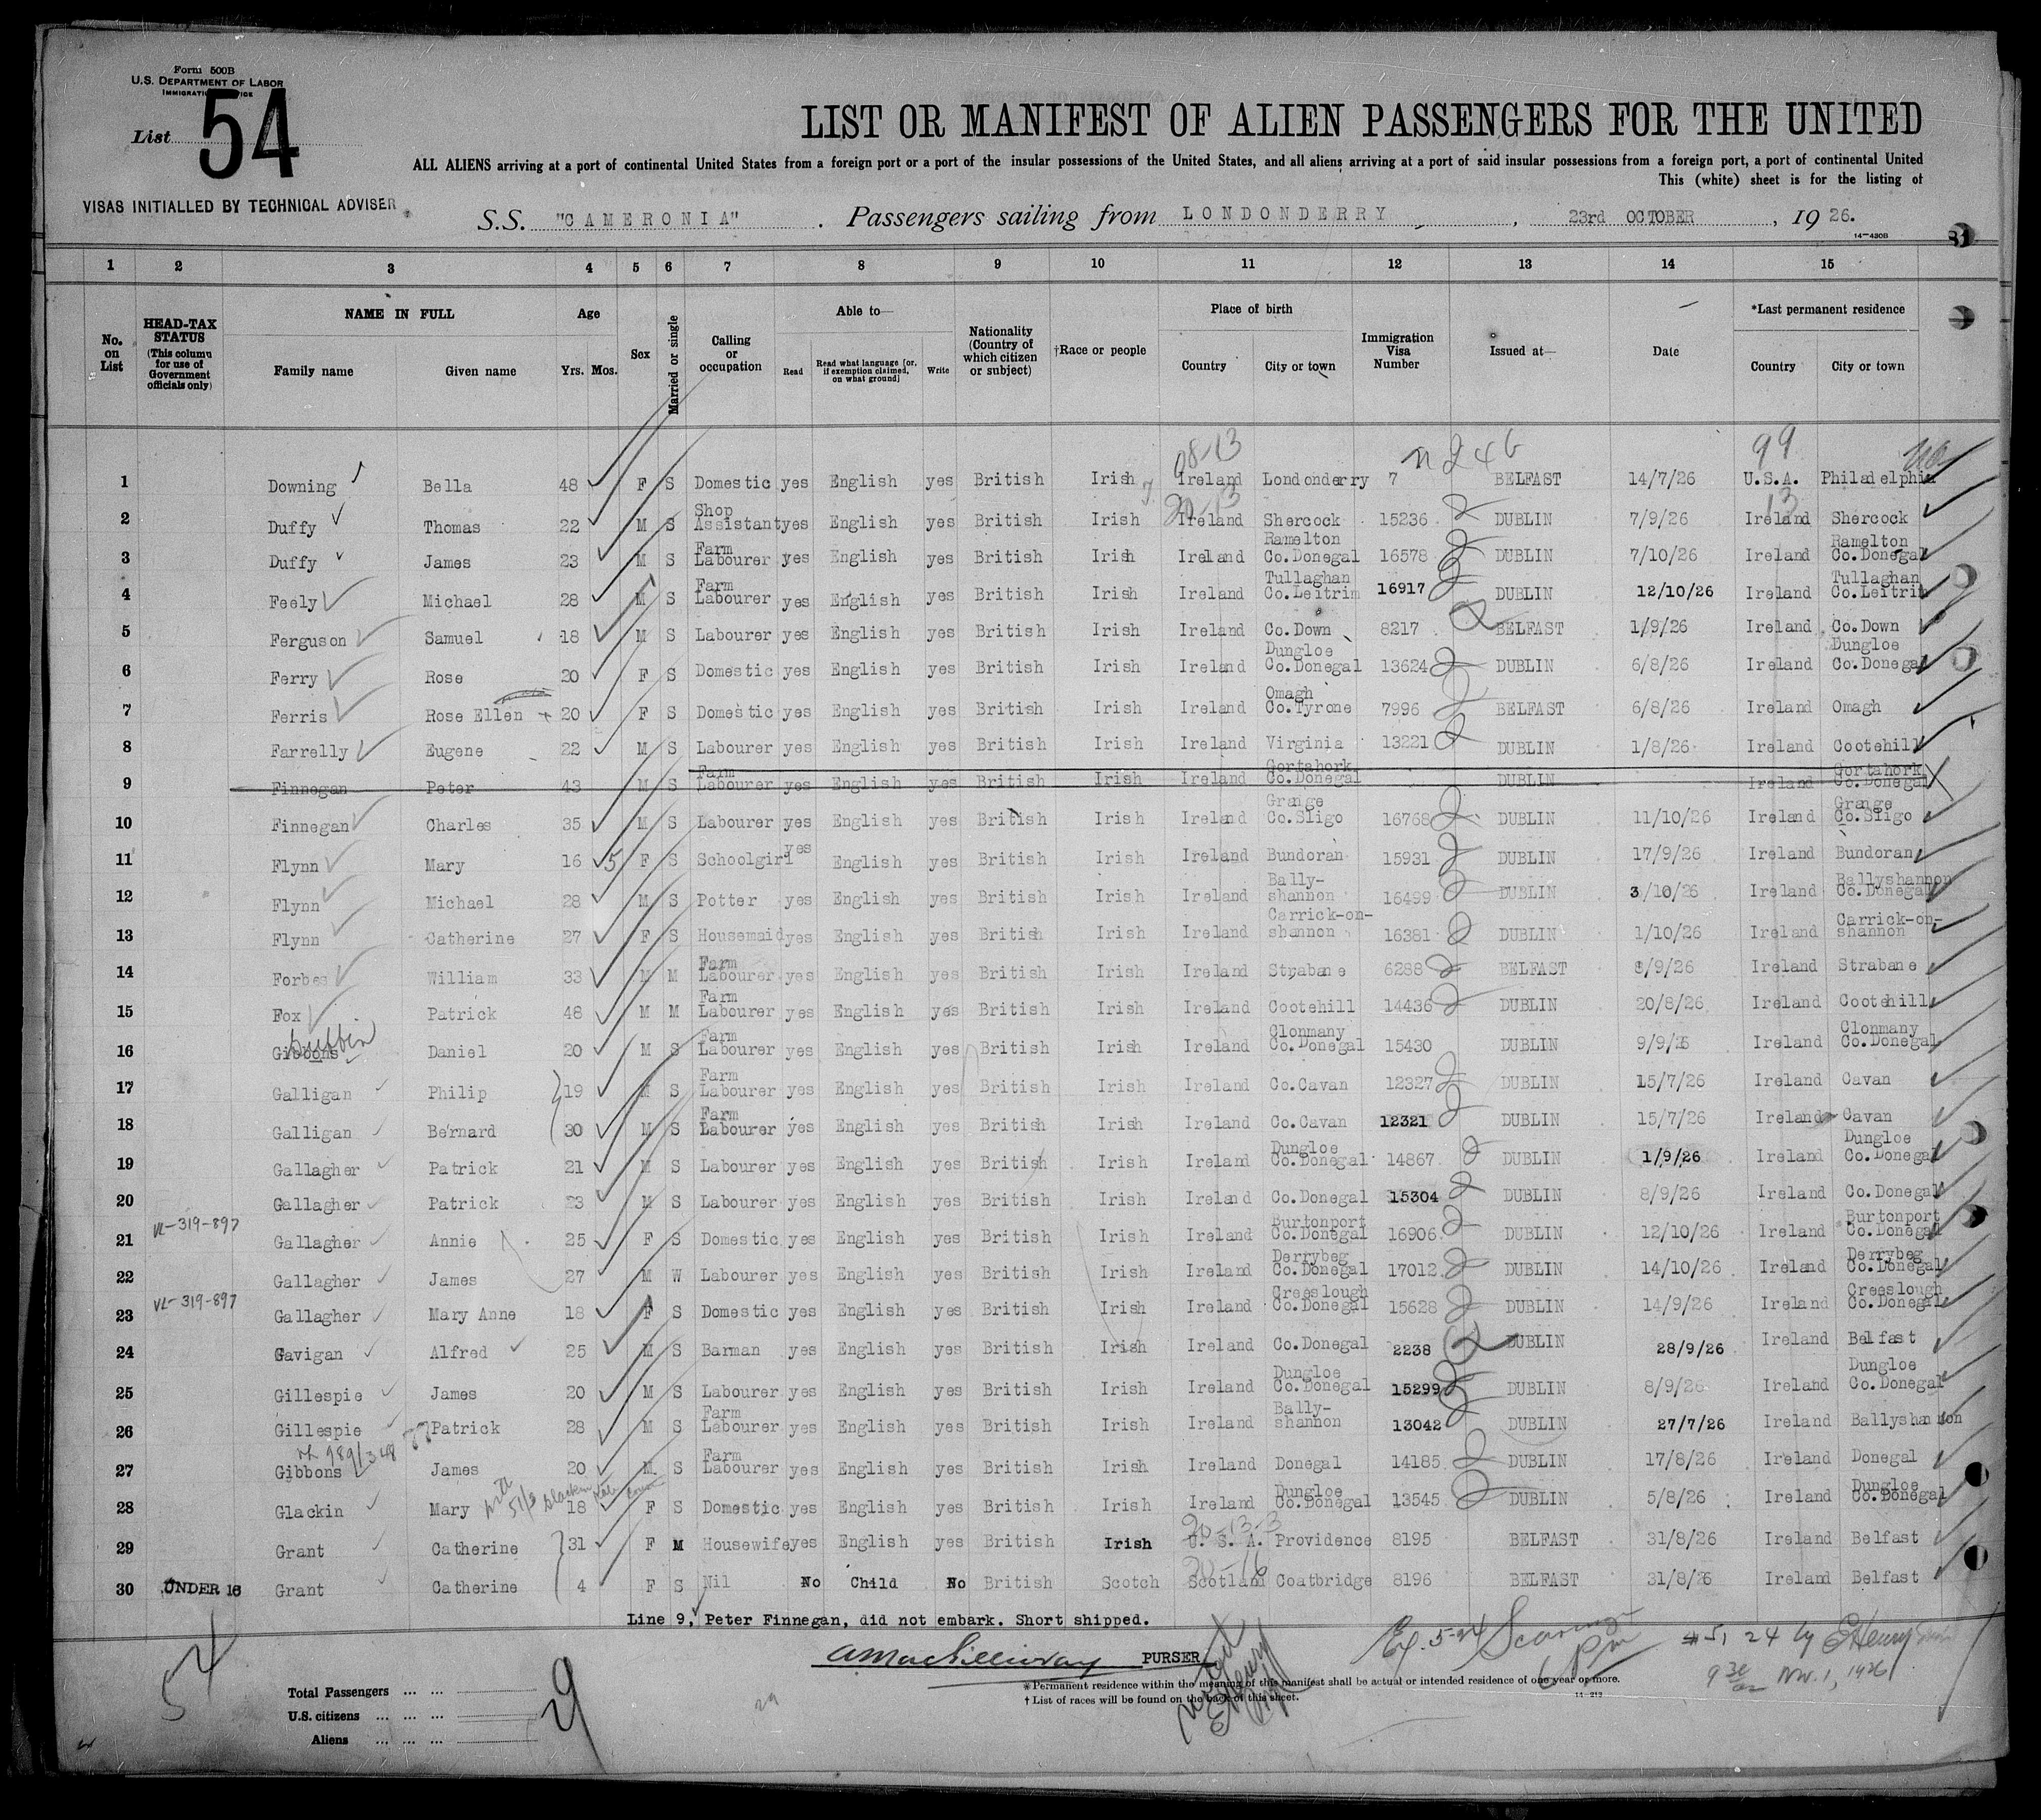 Form 500B
U.S. DEPARTMENT OF LABOR
List 54
VISAS INITIALLED BY TECHNICAL ADVISER
LIST OR MANIFEST OF ALIEN PASSENGERS FOR THE UNITED
ALL ALIENS arriving at a port of continental United States from a foreign port or a port of the insular possessions of the United States, and all aliens arriving at a port of said insular possessions from a foreign port, a port of continental United
This (white) sheet is for the listing of
S.S. "CAMERONIA" . Passengers sailing from LONDONDERRY , 23rd OCTOBER , 19 26.
14—430B
1 2 3 4 5 6 7 8 9 10 11 12 13 14 15
No. on List HEAD-TAX STATUS (This column for use of Government officials only) NAME IN FULL Family name Given name Age Yrs. Mos. Sex Married or single Calling or occupation Able to— Read Read what language [or, if exemption claimed, on what ground] Write Nationality (Country of which citizen or subject) †Race or people Place of birth Country City or town Immigration Visa Number Issued at— Date *Last permanent residence Country City or town
08-13 99
1 Downing Bella 48 F S Domestic yes English yes British Irish Ireland Londonderry 7 BELFAST 14/7/26 U.S.A. Philadelphia
2 Duffy Thomas 22 M S Shop Assistant yes English yes British Irish Ireland Shercock 15236 DUBLIN 7/9/26 Ireland Shercock
3 Duffy James 23 M S Farm Labourer yes English yes British Irish Ireland Ramelton Co.Donegal 16578 DUBLIN 7/10/26 Ireland Ramelton Co.Donegal
4 Feely Michael 28 M S Farm Labourer yes English yes British Irish Ireland Tullaghan Co.Leitrim 16917 DUBLIN 12/10/26 Ireland Tullaghan Co.Leitrim
5 Ferguson Samuel 18 M S Labourer yes English yes British Irish Ireland Co.Down 8217 BELFAST 1/9/26 Ireland Co.Down
6 Ferry Rose 20 F S Domestic yes English yes British Irish Ireland Dungloe Co.Donegal 13624 DUBLIN 6/8/26 Ireland Dungloe Co.Donegal
7 Ferris Rose Ellen 20 F S Domestic yes English yes British Irish Ireland Omagh Co.Tyrone 7996 BELFAST 6/8/26 Ireland Omagh
8 Farrelly Eugene 22 M S Labourer yes English yes British Irish Ireland Virginia 13221 DUBLIN 1/8/26 Ireland Cootehill
9 Finnegan Peter 43 M S Farm Labourer yes English yes British Irish Ireland Gortahork Co.Donegal DUBLIN Ireland Gortahork Co.Donegal
10 Finnegan Charles 35 M S Labourer yes English yes British Irish Ireland Grange Co.Sligo 16768 DUBLIN 11/10/26 Ireland Grange Co.Sligo
11 Flynn Mary 16 5 F S Schoolgirl yes English yes British Irish Ireland Bundoran 15931 DUBLIN 17/9/26 Ireland Bundoran
12 Flynn Michael 28 M S Potter yes English yes British Irish Ireland Bally-shannon 16499 DUBLIN 3/10/26 Ireland Ballyshannon Co.Donegal
13 Flynn Catherine 27 F S Housemaid yes English yes British Irish Ireland Carrick-on-shannon 16381 DUBLIN 1/10/26 Ireland Carrick-on-shannon
14 Forbes William 33 M M Farm Labourer yes English yes British Irish Ireland Strabane 6288 BELFAST 8/9/26 Ireland Strabane
15 Fox Patrick 48 M M Farm Labourer yes English yes British Irish Ireland Cootehill 14436 DUBLIN 20/8/26 Ireland Cootehill
16 Gibbons Daniel 20 M S Farm Labourer yes English yes British Irish Ireland Clonmany Co.Donegal 15430 DUBLIN 9/9/26 Ireland Clonmany Co.Donegal
17 Galligan Philip 19 M S Farm Labourer yes English yes British Irish Ireland Co.Cavan 12327 DUBLIN 15/7/26 Ireland Cavan
18 Galligan Bernard 30 M S Farm Labourer yes English yes British Irish Ireland Co.Cavan 12321 DUBLIN 15/7/26 Ireland Cavan
19 Gallagher Patrick 21 M S Labourer yes English yes British Irish Ireland Dungloe Co.Donegal 14867 DUBLIN 1/9/26 Ireland Dungloe Co.Donegal
20 Gallagher Patrick 23 M S Labourer yes English yes British Irish Ireland Co.Donegal 15304 DUBLIN 8/9/26 Ireland Co.Donegal
21 VL-319-897 Gallagher Annie 25 F S Domestic yes English yes British Irish Ireland Burtonport Co.Donegal 16906 DUBLIN 12/10/26 Ireland Burtonport Co.Donegal
22 Gallagher James 27 M W Labourer yes English yes British Irish Ireland Derrybeg Co.Donegal 17012 DUBLIN 14/10/26 Ireland Derrybeg Co.Donegal
23 VL-319-897 Gallagher Mary Anne 18 F S Domestic yes English yes British Irish Ireland Creeslough Co.Donegal 15628 DUBLIN 14/9/26 Ireland Creeslough Co.Donegal
24 Gavigan Alfred 25 M S Barman yes English yes British Irish Ireland Co.Donegal 2238 DUBLIN 28/9/26 Ireland Belfast
25 Gillespie James 20 M S Labourer yes English yes British Irish Ireland Dungloe Co.Donegal 15299 DUBLIN 8/9/26 Ireland Dungloe Co.Donegal
26 Gillespie Patrick 28 M S Farm Labourer yes English yes British Irish Ireland Bally-shannon 13042 DUBLIN 27/7/26 Ireland Ballyshannon
27 Gibbons James 20 M S Farm Labourer yes English yes British Irish Ireland Donegal 14185 DUBLIN 17/8/26 Ireland Donegal
28 Glackin Mary 18 F S Domestic yes English yes British Irish Ireland Dungloe Co.Donegal 13545 DUBLIN 5/8/26 Ireland Dungloe Co.Donegal
29 Grant Catherine 31 F M Housewife yes English yes British Irish U. S. A. Providence 8195 BELFAST 31/8/26 Ireland Belfast
30 UNDER 16 Grant Catherine 4 F S Nil No Child No British Scotch Scotland Coatbridge 8196 BELFAST 31/8/26 Ireland Belfast
Line 9, Peter Finnegan, did not embark. Short shipped.
PURSER
* Permanent residence within the meaning of this manifest shall be actual or intended residence of one year or more.
† List of races will be found on the back of this sheet.
54
29
Total Passengers ... ...
U.S. citizens ... ... ...
Aliens ... ... ...
Nov. 1, 1926